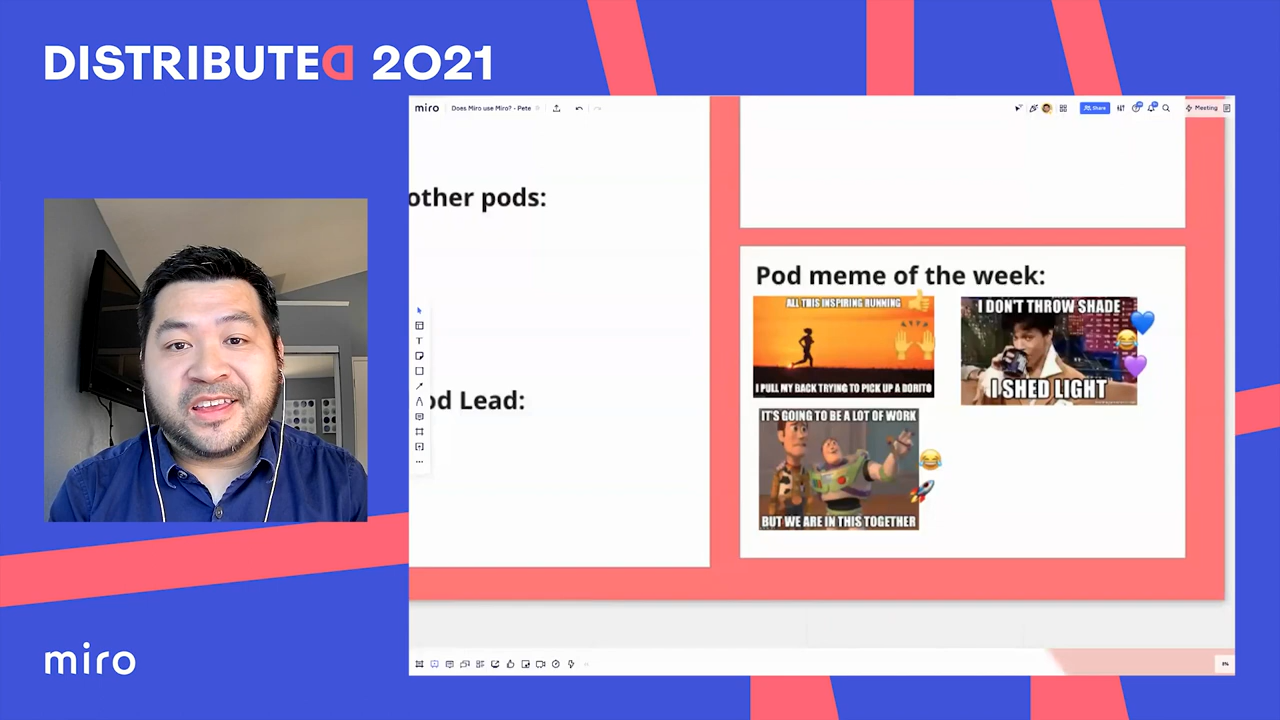 DISTRIBUTED 2021
miro
Does Miro use Miro? - Pete
Share
Meeting
other pods:
od Lead:
Pod meme of the week:
ALL THIS INSPIRING RUNNING
I PULL MY BACK TRYING TO PICK UP A DORITO
I DON'T THROW SHADE
I SHED LIGHT
IT'S GOING TO BE A LOT OF WORK
BUT WE ARE IN THIS TOGETHER
miro